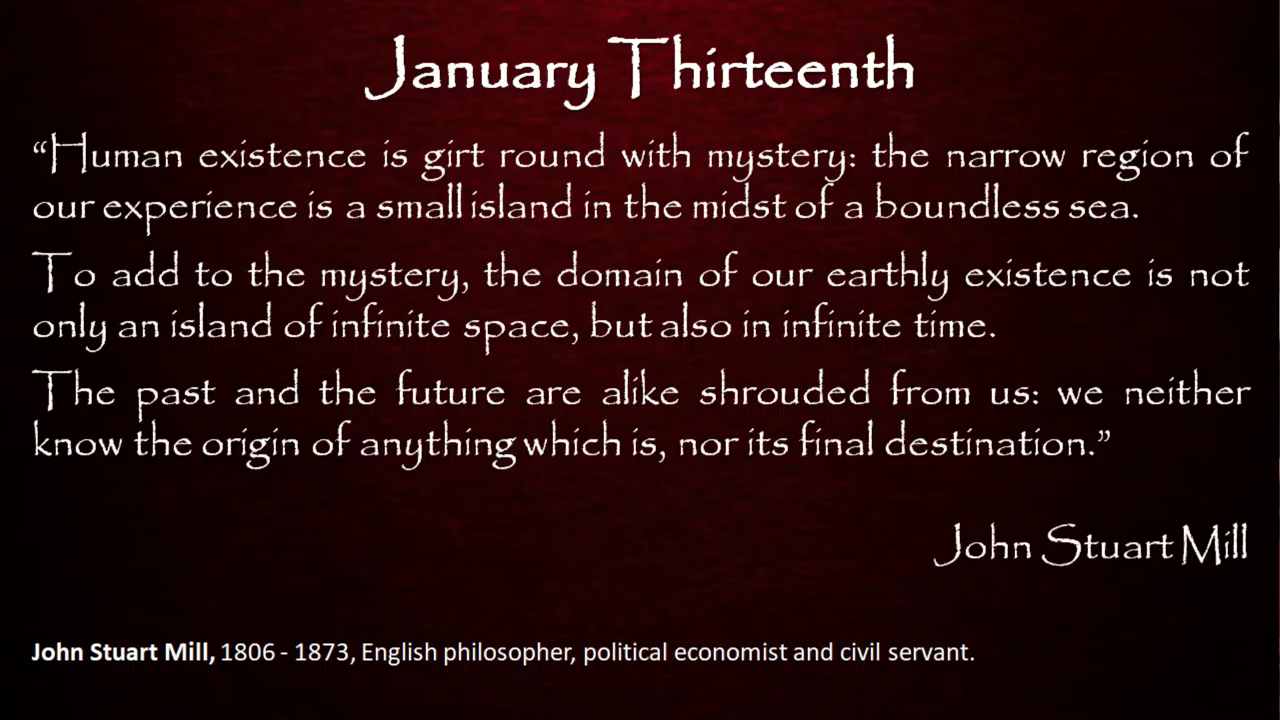 January Thirteenth
“Human existence is girt round with mystery: the narrow region of
our experience is a small island in the midst of a boundless sea.
To add to the mystery, the domain of our earthly existence is not
only an island of infinite space, but also in infinite time.
The past and the future are alike shrouded from us: we neither
know the origin of anything which is, nor its final destination.”
John Stuart Mill
John Stuart Mill, 1806 - 1873, English philosopher, political economist and civil servant.